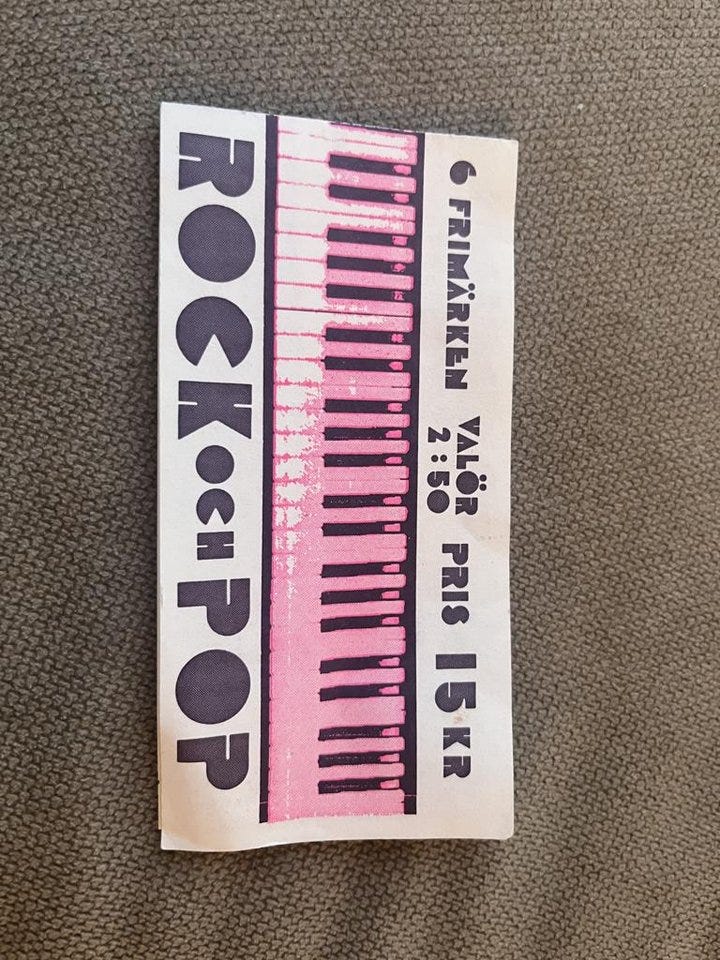 6 FRIMÄRKEN VALÖR 2:50 PRIS 15 KR
ROCK OCH POP